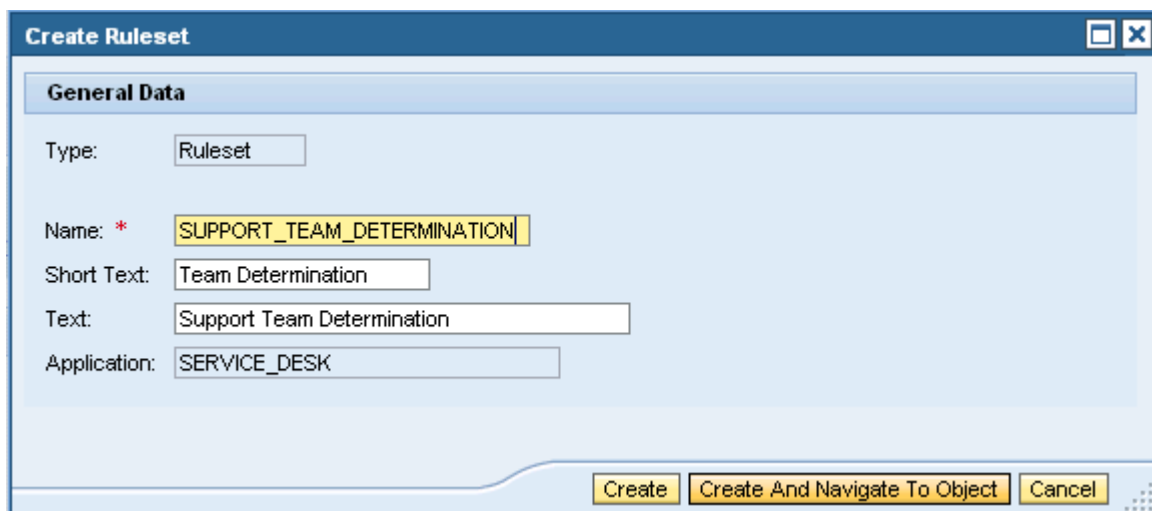 Create Ruleset
General Data
Type: Ruleset
Name: * SUPPORT_TEAM_DETERMINATION
Short Text: Team Determination
Text: Support Team Determination
Application: SERVICE_DESK
Create Create And Navigate To Object Cancel